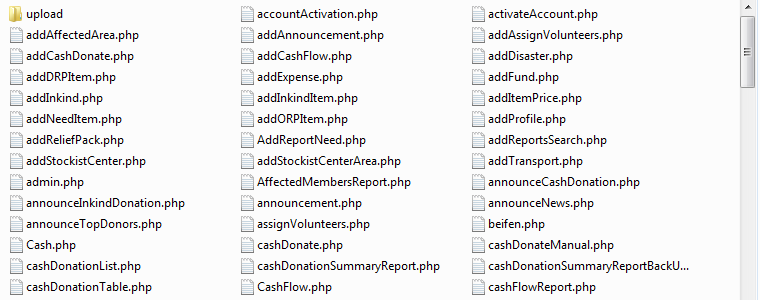 upload accountActivation.php activateAccount.php
addAffectedArea.php addAnnouncement.php addAssignVolunteers.php
addCashDonate.php addCashFlow.php addDisaster.php
addDRPItem.php addExpense.php addFund.php
addInkind.php addInkindItem.php addItemPrice.php
addNeedItem.php addORPItem.php addProfile.php
addReliefPack.php AddReportNeed.php addReportsSearch.php
addStockistCenter.php addStockistCenterArea.php addTransport.php
admin.php AffectedMembersReport.php announceCashDonation.php
announceInkindDonation.php announcement.php announceNews.php
announceTopDonors.php assignVolunteers.php beifen.php
Cash.php cashDonate.php cashDonateManual.php
cashDonationList.php cashDonationSummaryReport.php cashDonationSummaryReportBackU...
cashDonationTable.php CashFlow.php cashFlowReport.php